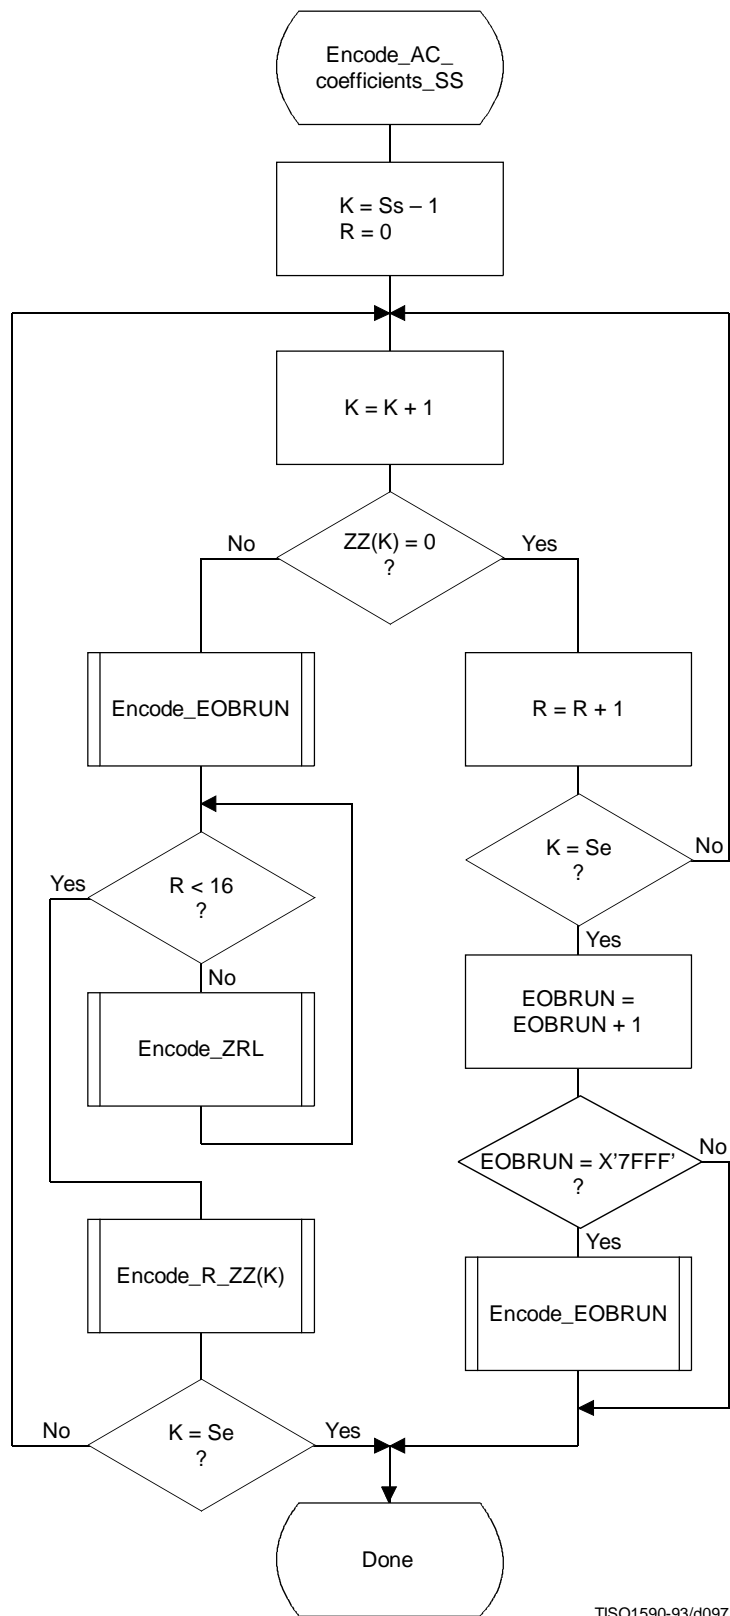 Encode_AC_
coefficients_SS
K = Ss – 1
R = 0
K = K + 1
ZZ(K) = 0
?
No
Yes
Encode_EOBRUN
R = R + 1
R < 16
?
Yes
No
K = Se
?
No
Yes
Encode_ZRL
EOBRUN =
EOBRUN + 1
EOBRUN = X’7FFF’
?
No
Yes
Encode_R_ZZ(K)
Encode_EOBRUN
K = Se
?
No
Yes
Done
TISO1590-93/d097